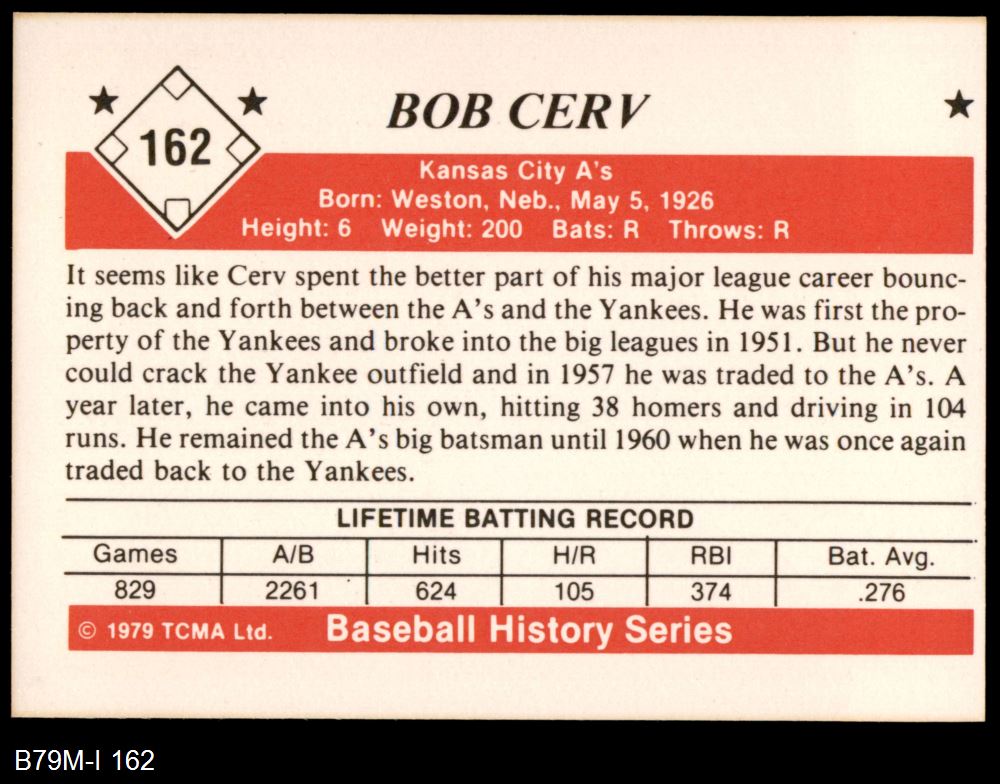 162
BOB CERV
Kansas City A's
Born: Weston, Neb., May 5, 1926
Height: 6 Weight: 200 Bats: R Throws: R
It seems like Cerv spent the better part of his major league career bounc-
ing back and forth between the A's and the Yankees. He was first the pro-
perty of the Yankees and broke into the big leagues in 1951. But he never
could crack the Yankee outfield and in 1957 he was traded to the A's. A
year later, he came into his own, hitting 38 homers and driving in 104
runs. He remained the A's big batsman until 1960 when he was once again
traded back to the Yankees.
LIFETIME BATTING RECORD
Games A/B Hits H/R RBI Bat. Avg.
829 2261 624 105 374 .276
© 1979 TCMA Ltd. Baseball History Series
B79M-I 162